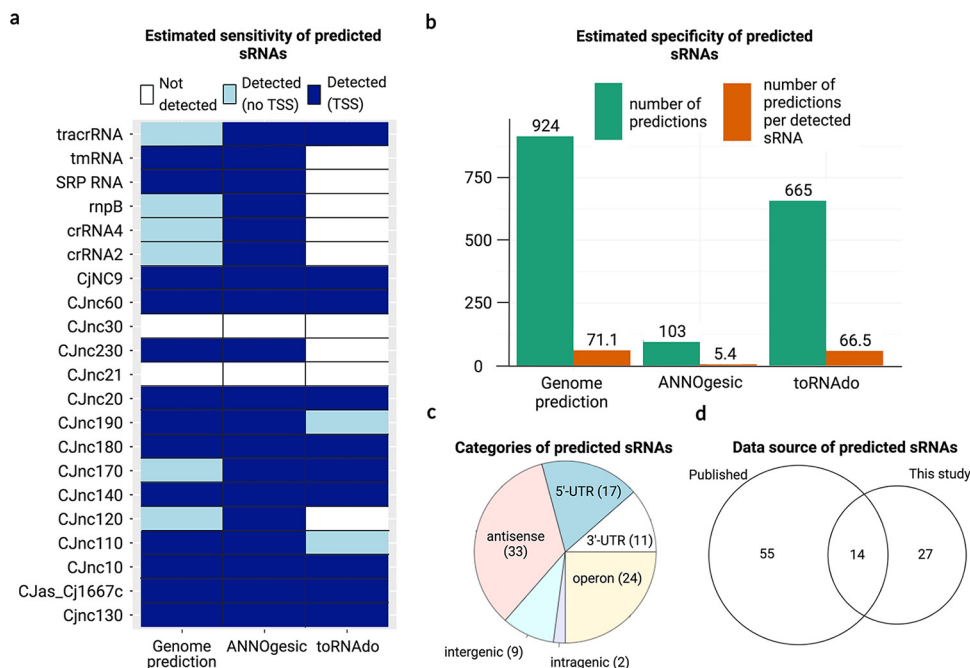 a
Estimated sensitivity of predicted
sRNAs
Not
detected
Detected
(no TSS)
Detected
(TSS)
tracrRNA
tmRNA
SRP RNA
rnpB
crRNA4
crRNA2
CjNC9
CJnc60
CJnc30
CJnc230
CJnc21
CJnc20
CJnc190
CJnc180
CJnc170
CJnc140
CJnc120
CJnc110
CJnc10
CJas_Cj1667c
Cjnc130
Genome
prediction
ANNOgesic
toRNAdo
b
Estimated specificity of predicted
sRNAs
number of
predictions
number of
predictions
per detected
sRNA
750
500
250
0
924
71.1
103
5.4
665
66.5
Genome
prediction
ANNOgesic
toRNAdo
c
Categories of predicted sRNAs
5'-UTR (17)
3'-UTR (11)
antisense
(33)
operon (24)
intergenic (9)
intragenic (2)
d
Data source of predicted sRNAs
Published
This study
55
14
27